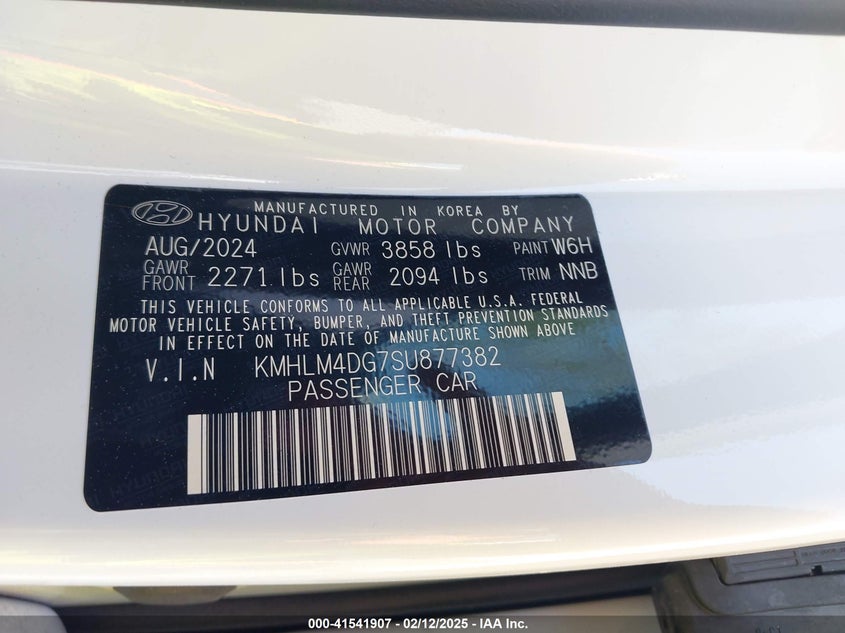 MANUFACTURED IN KOREA BY
HYUNDAI MOTOR COMPANY
AUG/2024 GVWR 3858 lbs PAINT W6H
GAWR FRONT 2271 lbs GAWR REAR 2094 lbs TRIM NNB
THIS VEHICLE CONFORMS TO ALL APPLICABLE U.S.A. FEDERAL
MOTOR VEHICLE SAFETY, BUMPER, AND THEFT PREVENTION STANDARDS
IN EFFECT ON THE DATE OF MANUFACTURE SHOWN ABOVE
V.I.N KMHLM4DG7SU877382
PASSENGER CAR
000-41541907 - 02/12/2025 - IAA Inc.